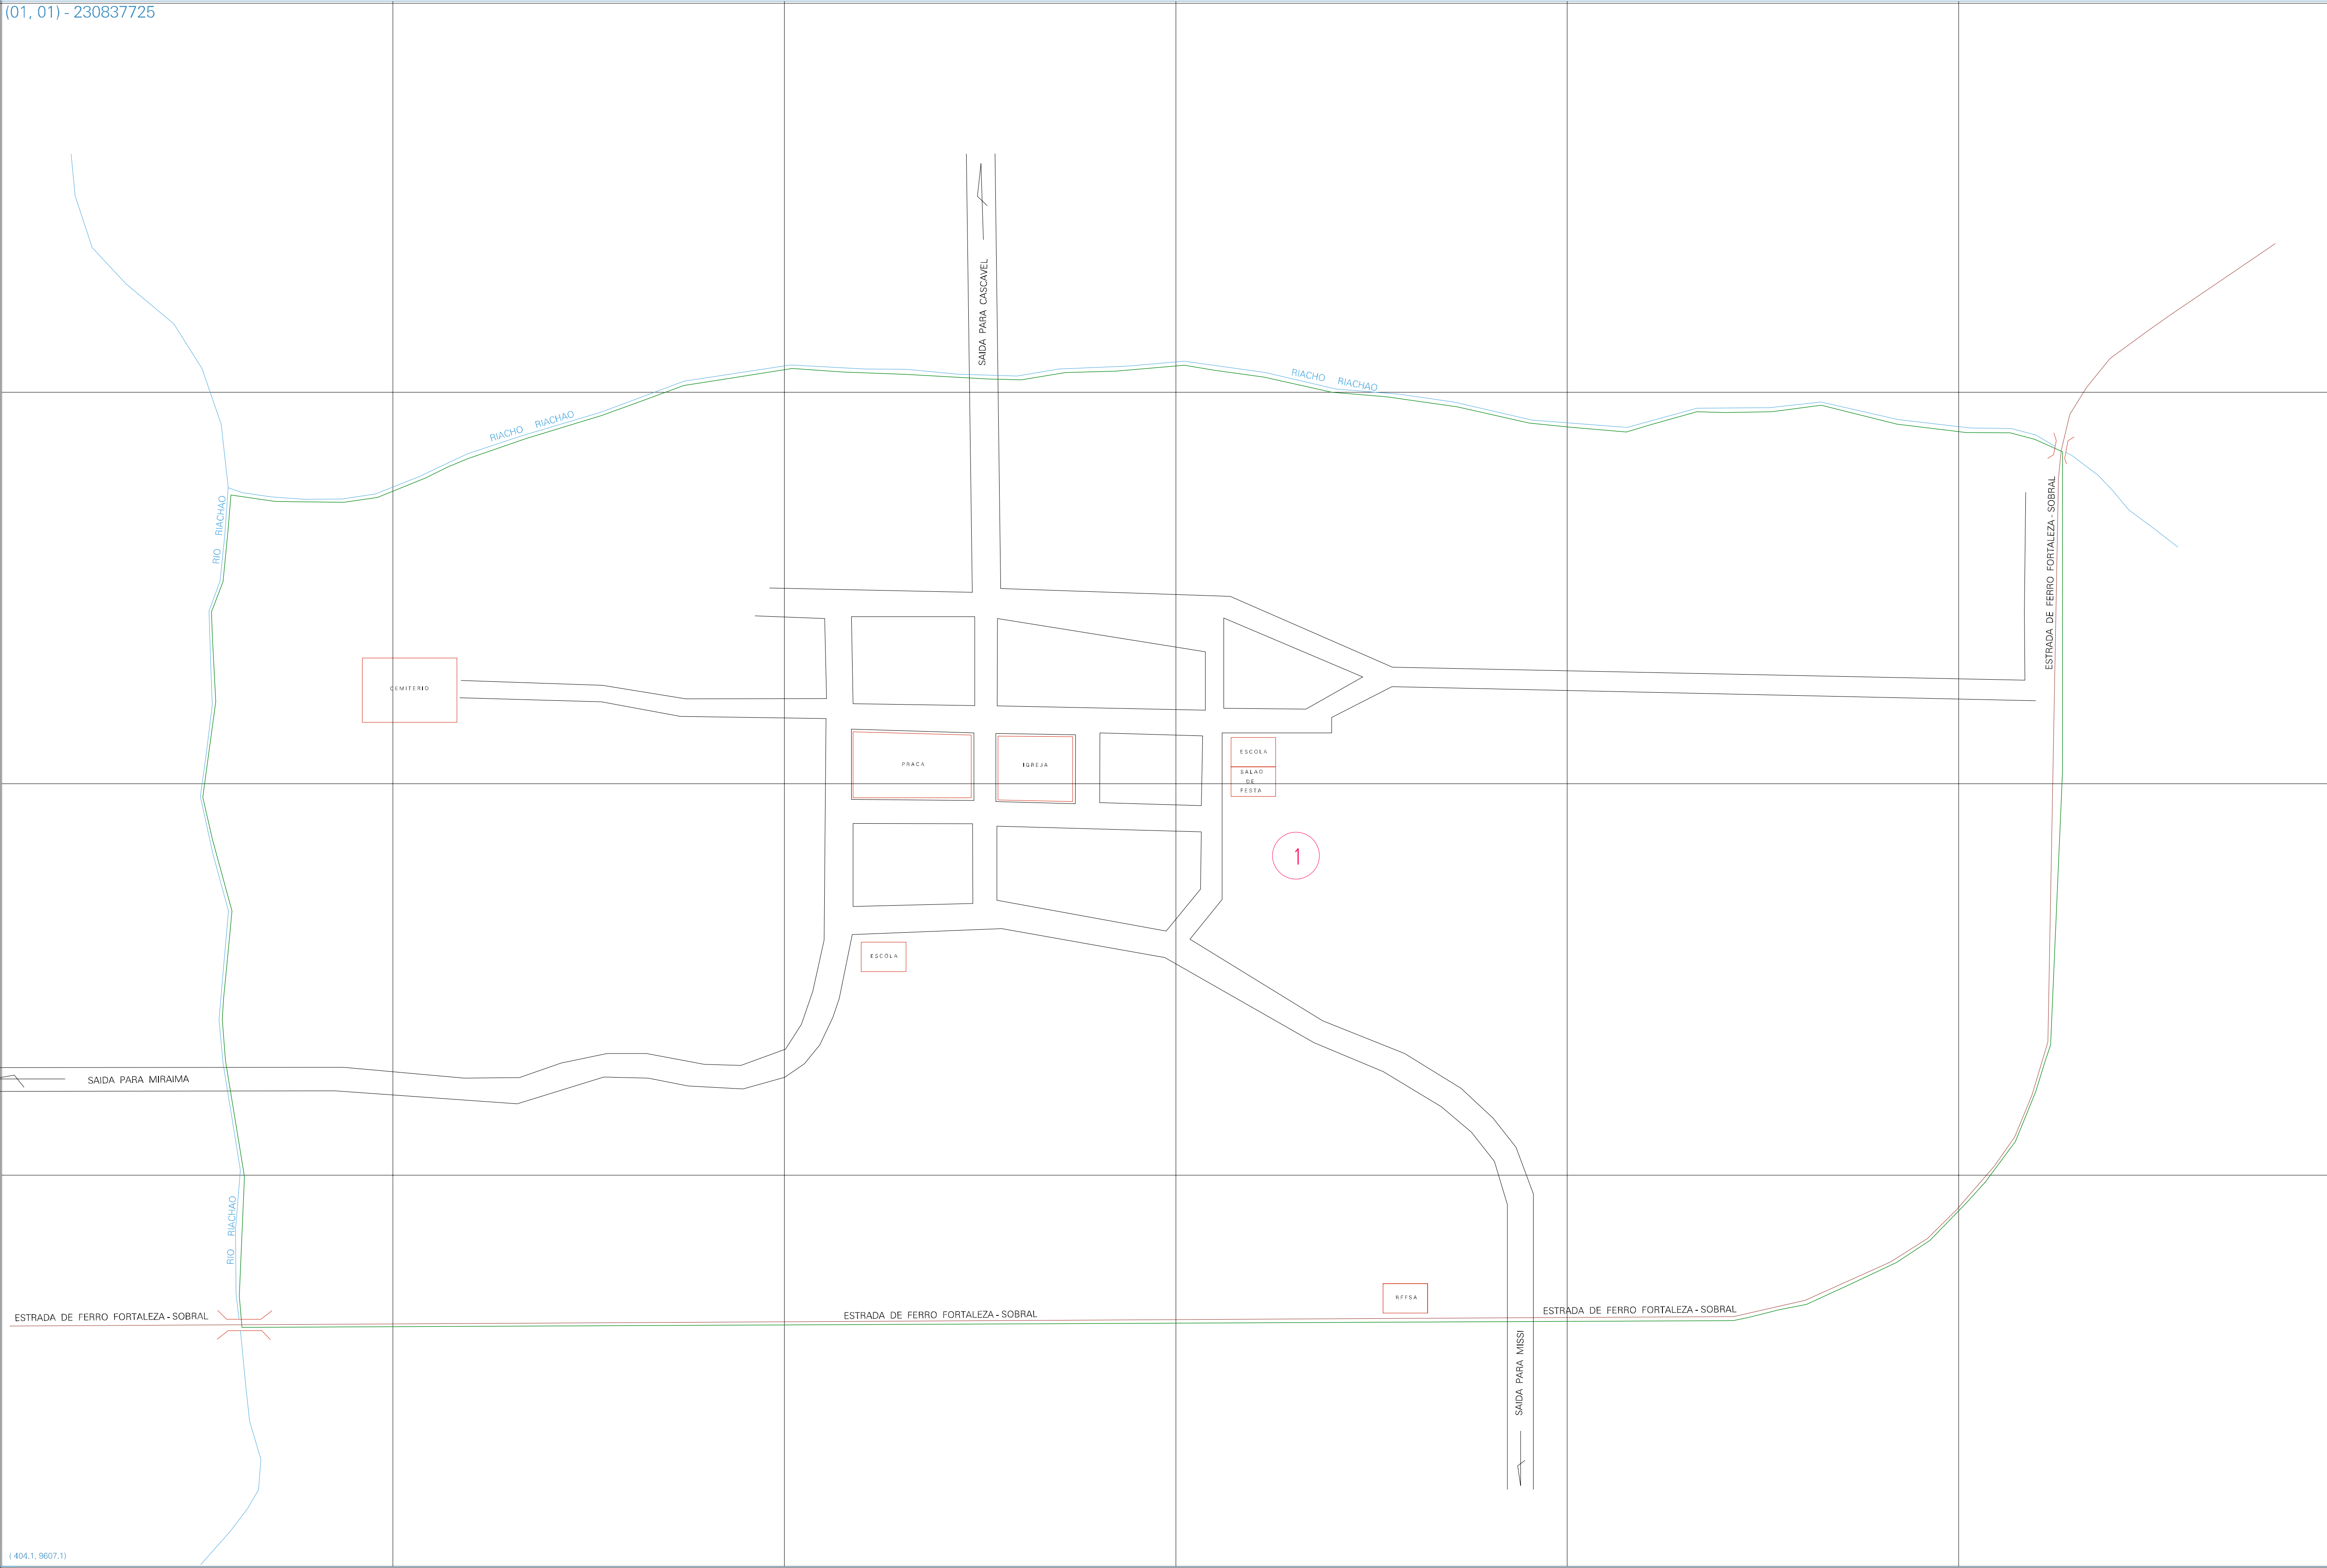 (01, 01) - 230837725
SAIDA PARA CASCAVEL
RIACHO RIACHAO
RIACHO RIACHAO
RIO RIACHAO
ESTRADA DE FERRO FORTALEZA - SOBRAL
CEMITERIO
PRACA
IGREJA
ESCOLA
SALAO
DE
FESTA
1
ESCOLA
SAIDA PARA MIRAIMA
RIO RIACHAO
RFFSA
ESTRADA DE FERRO FORTALEZA - SOBRAL
ESTRADA DE FERRO FORTALEZA - SOBRAL
ESTRADA DE FERRO FORTALEZA - SOBRAL
SAIDA PARA MISSI
( 404,1, 9607,1)